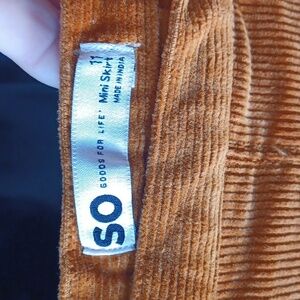 SO
GOODS FOR LIFE'
Mini Skirt 11
MADE IN INDIA